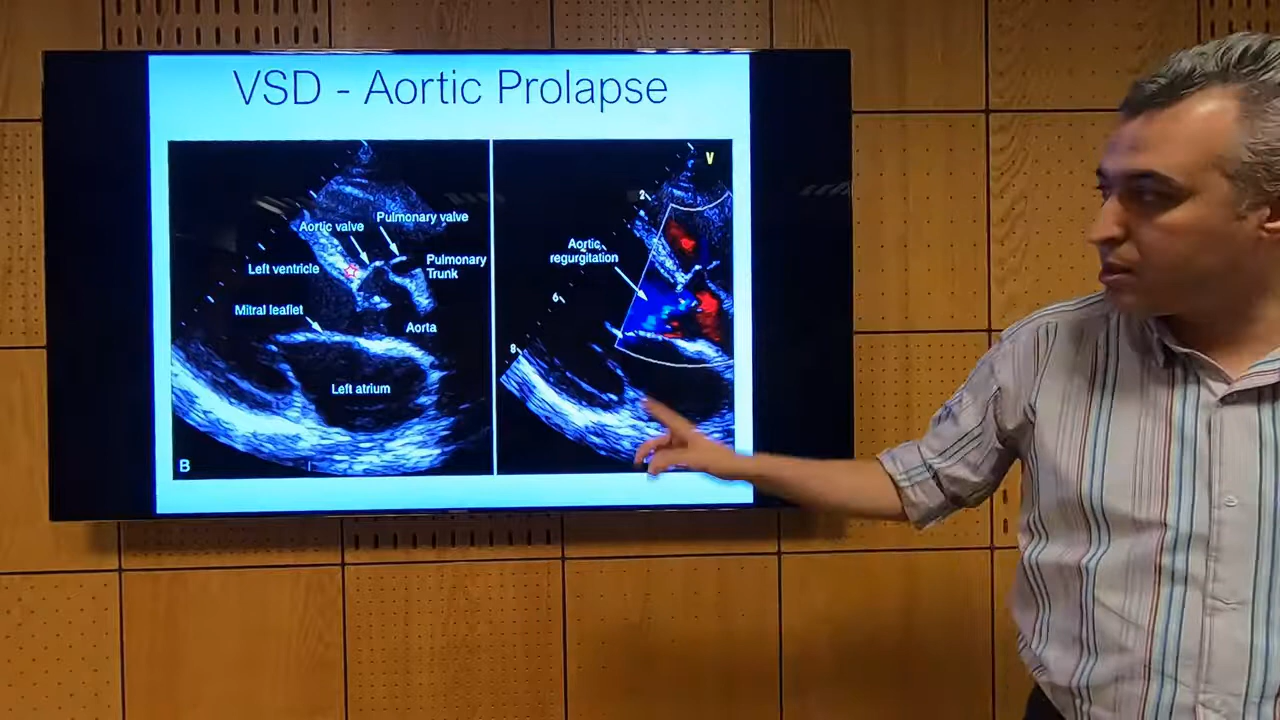 VSD - Aortic Prolapse
Pulmonary valve
Aortic valve
Pulmonary
Trunk
Left ventricle
Mitral leaflet
Aorta
Left atrium
B
V
2
Aortic
regurgitation
6
8